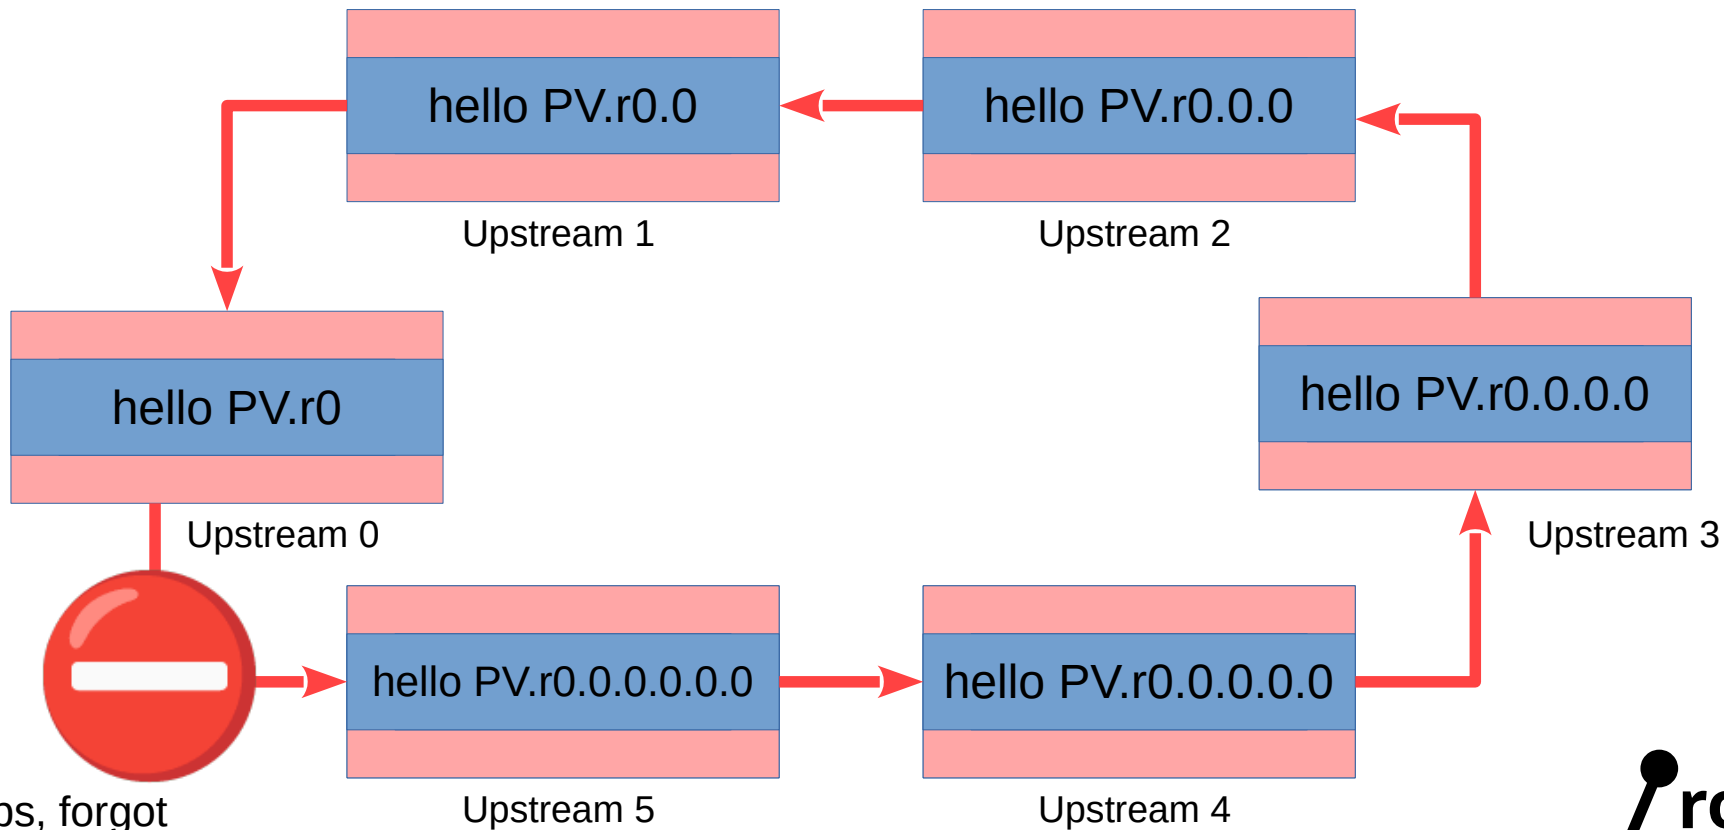 hello PV.r0.0
hello PV.r0.0.0
Upstream 1
Upstream 2
hello PV.r0
hello PV.r0.0.0.0
Upstream 0
Upstream 3
hello PV.r0.0.0.0.0.0
hello PV.r0.0.0.0.0
forgot
Upstream 5
Upstream 4